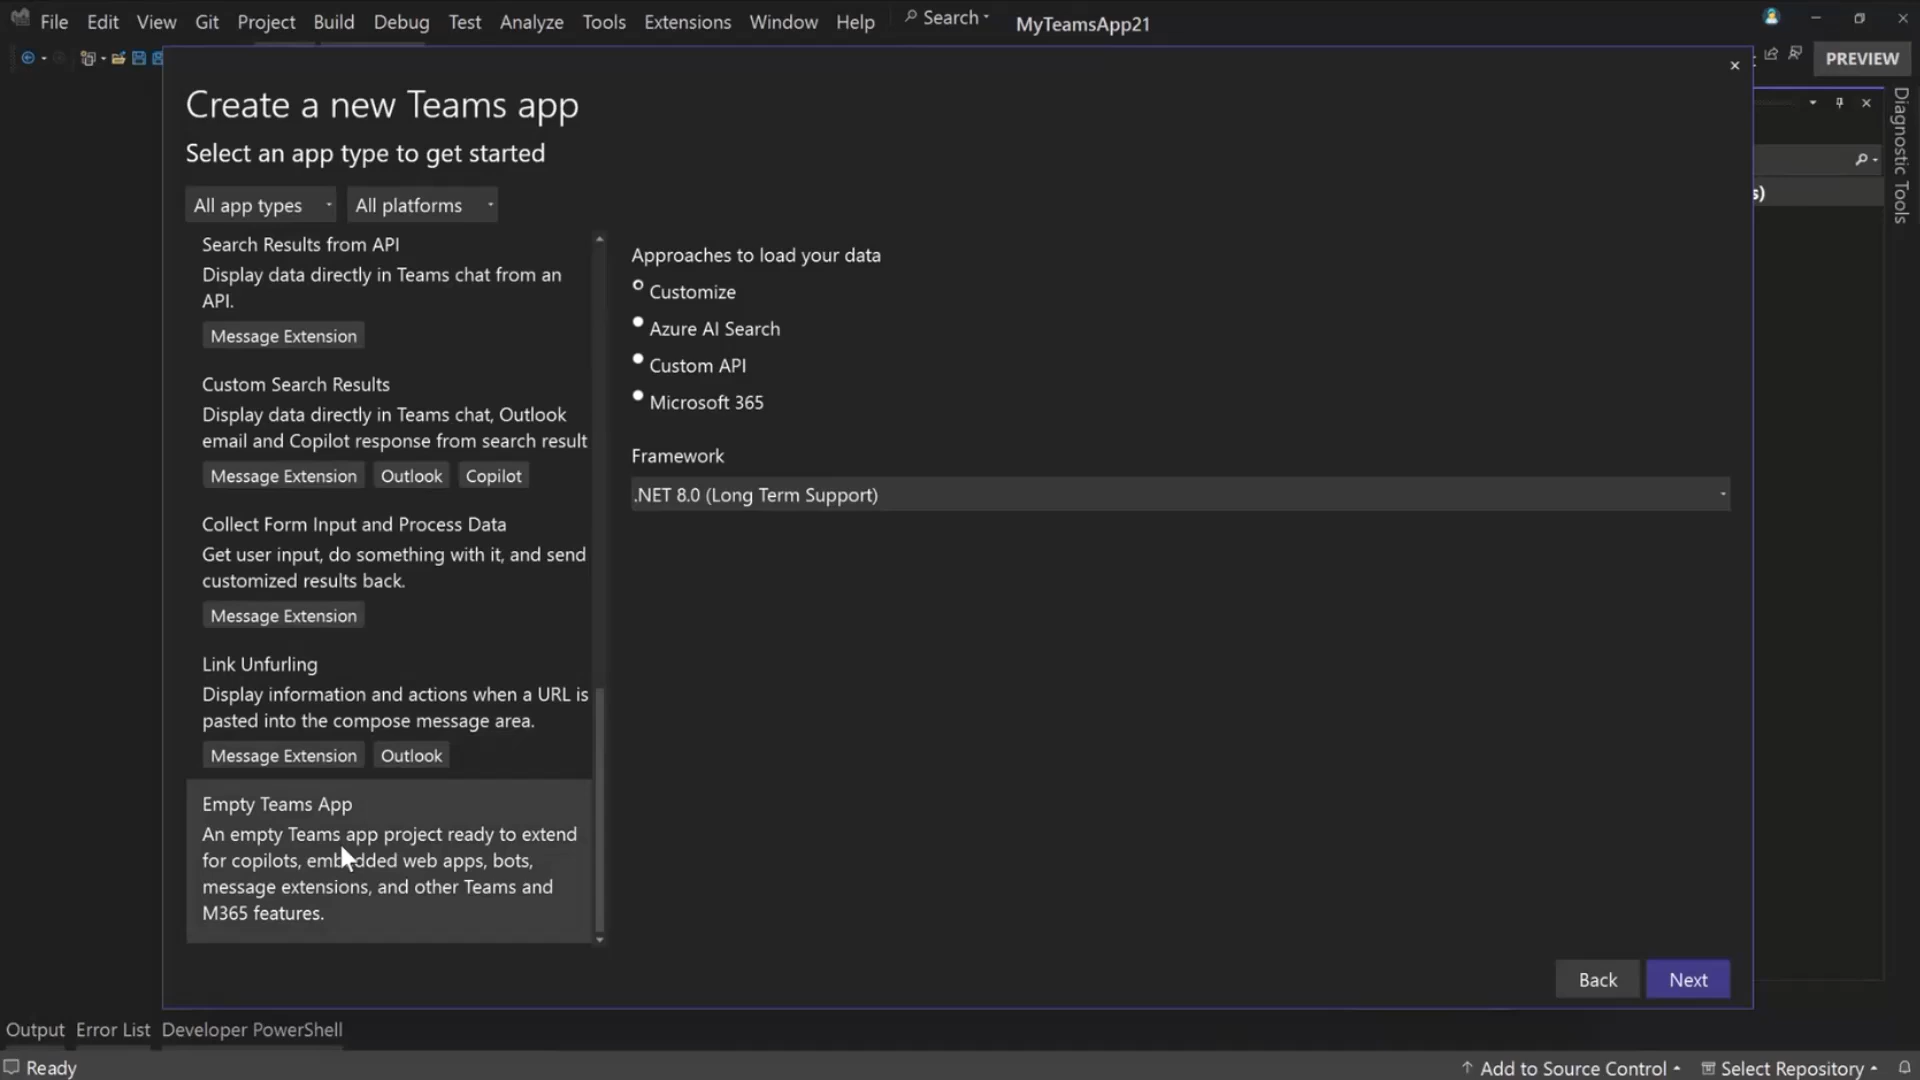 File Edit View Git Project Build Debug Test Analyze Tools Extensions Window Help Search MyTeamsApp21
PREVIEW
Create a new Teams app
Select an app type to get started
All app types All platforms
Search Results from API
Display data directly in Teams chat from an
API.
Message Extension
Custom Search Results
Display data directly in Teams chat, Outlook
email and Copilot response from search result
Message Extension Outlook Copilot
Collect Form Input and Process Data
Get user input, do something with it, and send
customized results back.
Message Extension
Link Unfurling
Display information and actions when a URL is
pasted into the compose message area.
Message Extension Outlook
Empty Teams App
An empty Teams app project ready to extend
for copilots, embedded web apps, bots,
message extensions, and other Teams and
M365 features.
Approaches to load your data
Customize
Azure AI Search
Custom API
Microsoft 365
Framework
.NET 8.0 (Long Term Support)
Back Next
s)
Diagnostic Tools
Output Error List Developer PowerShell
Ready
Add to Source Control Select Repository